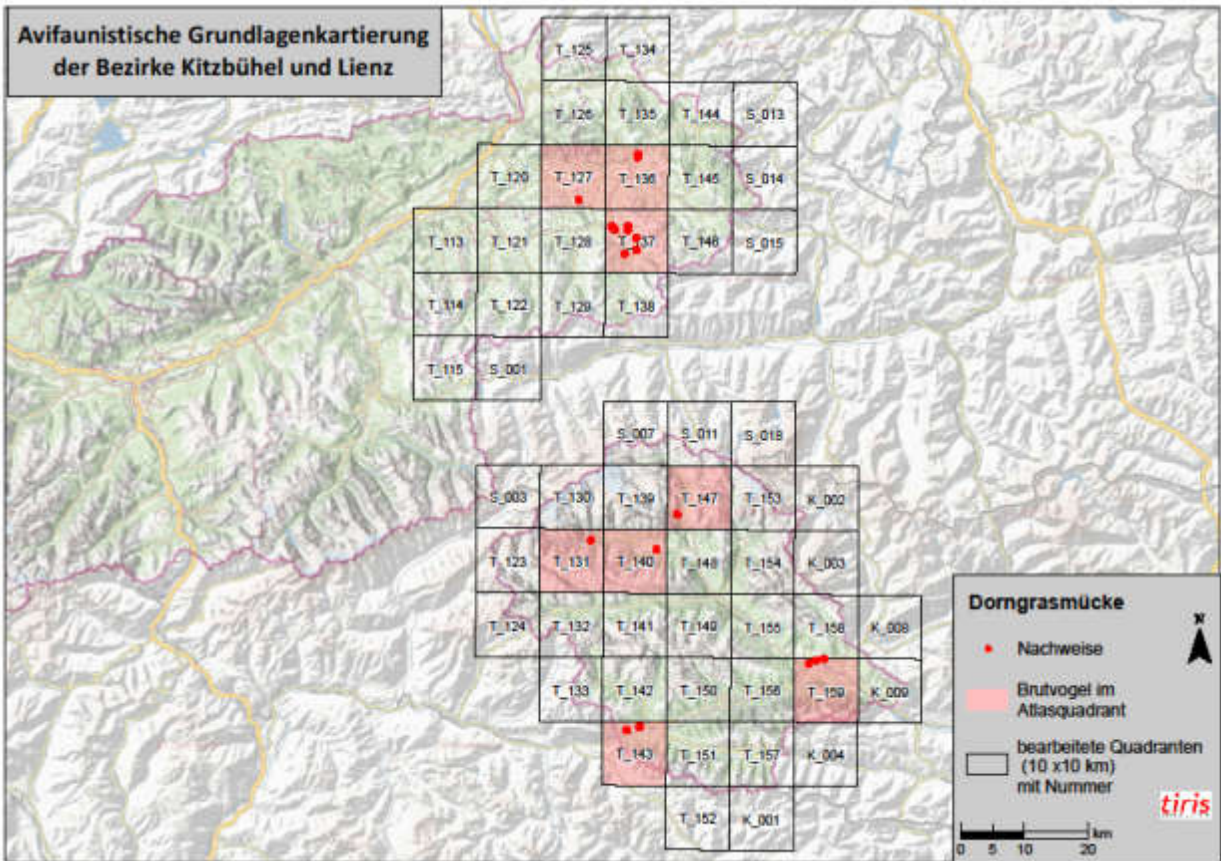 Avifaunistische Grundlagenkartierung
der Bezirke Kitzbühel und Lienz
T_125 T_134
T_126 T_135 T_144 S_013
T_120 T_127 T_136 T_145 S_014
T_113 T_121 T_128 T_137 T_146 S_015
T_114 T_122 T_129 T_138
T_115 S_001
S_007 S_011 S_018
S_003 T_130 T_139 T_147 T_153 K_002
T_123 T_131 T_140 T_148 T_154 K_003
T_124 T_132 T_141 T_149 T_155 T_158 K_008
T_133 T_142 T_150 T_156 T_159 K_009
T_143 T_151 T_157 K_004
T_152 K_001
Dorngrasmücke
N
Nachweise
Brutvogel im
Atlasquadrant
bearbeitete Quadranten
(10 x10 km)
mit Nummer
tiris
km
0 5 10 20